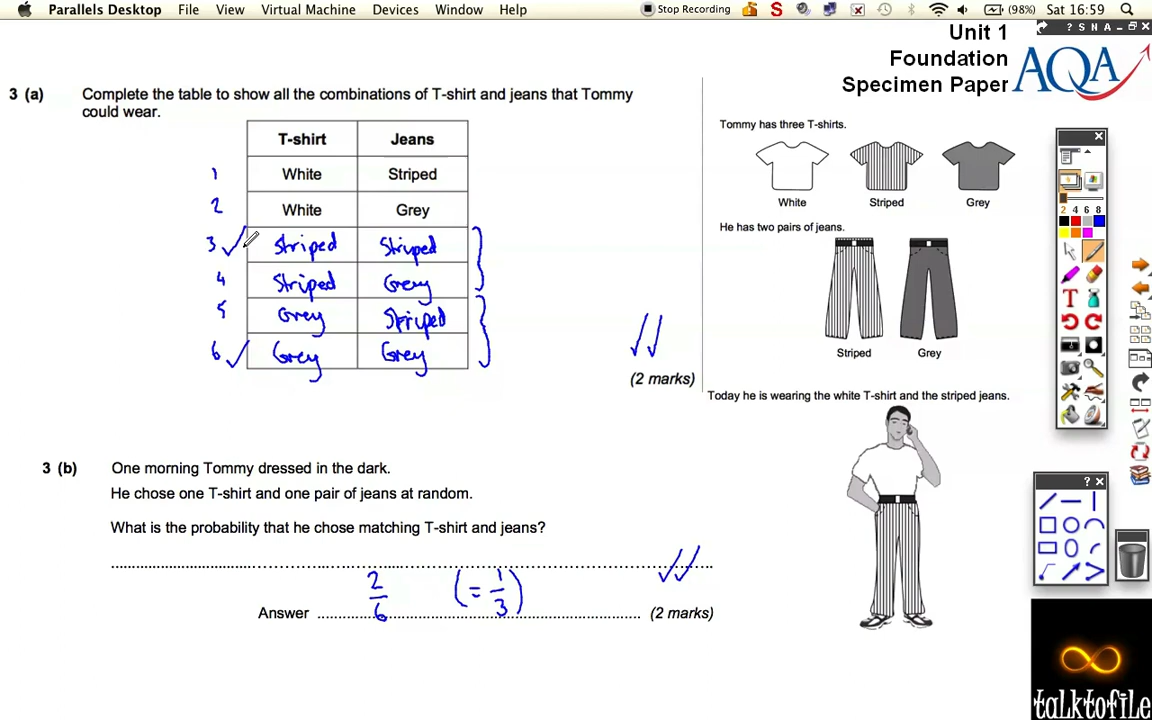 Parallels Desktop File View Virtual Machine Devices Window Help Stop Recording (98%) Sat 16:59
? S N A
Unit 1
Foundation
Specimen Paper
AQA
3 (a) Complete the table to show all the combinations of T-shirt and jeans that Tommy
could wear.
T-shirt Jeans
1 White Striped
2 White Grey
3 Striped Striped
4 Striped Grey
5 Grey Striped
6 Grey Grey
(2 marks)
Tommy has three T-shirts.
White Striped Grey
He has two pairs of jeans.
Striped Grey
Today he is wearing the white T-shirt and the striped jeans.
3 (b) One morning Tommy dressed in the dark.
He chose one T-shirt and one pair of jeans at random.
What is the probability that he chose matching T-shirt and jeans?
2/6 (= 1/3)
Answer (2 marks)
2 4 6 8
T
?
talktofile